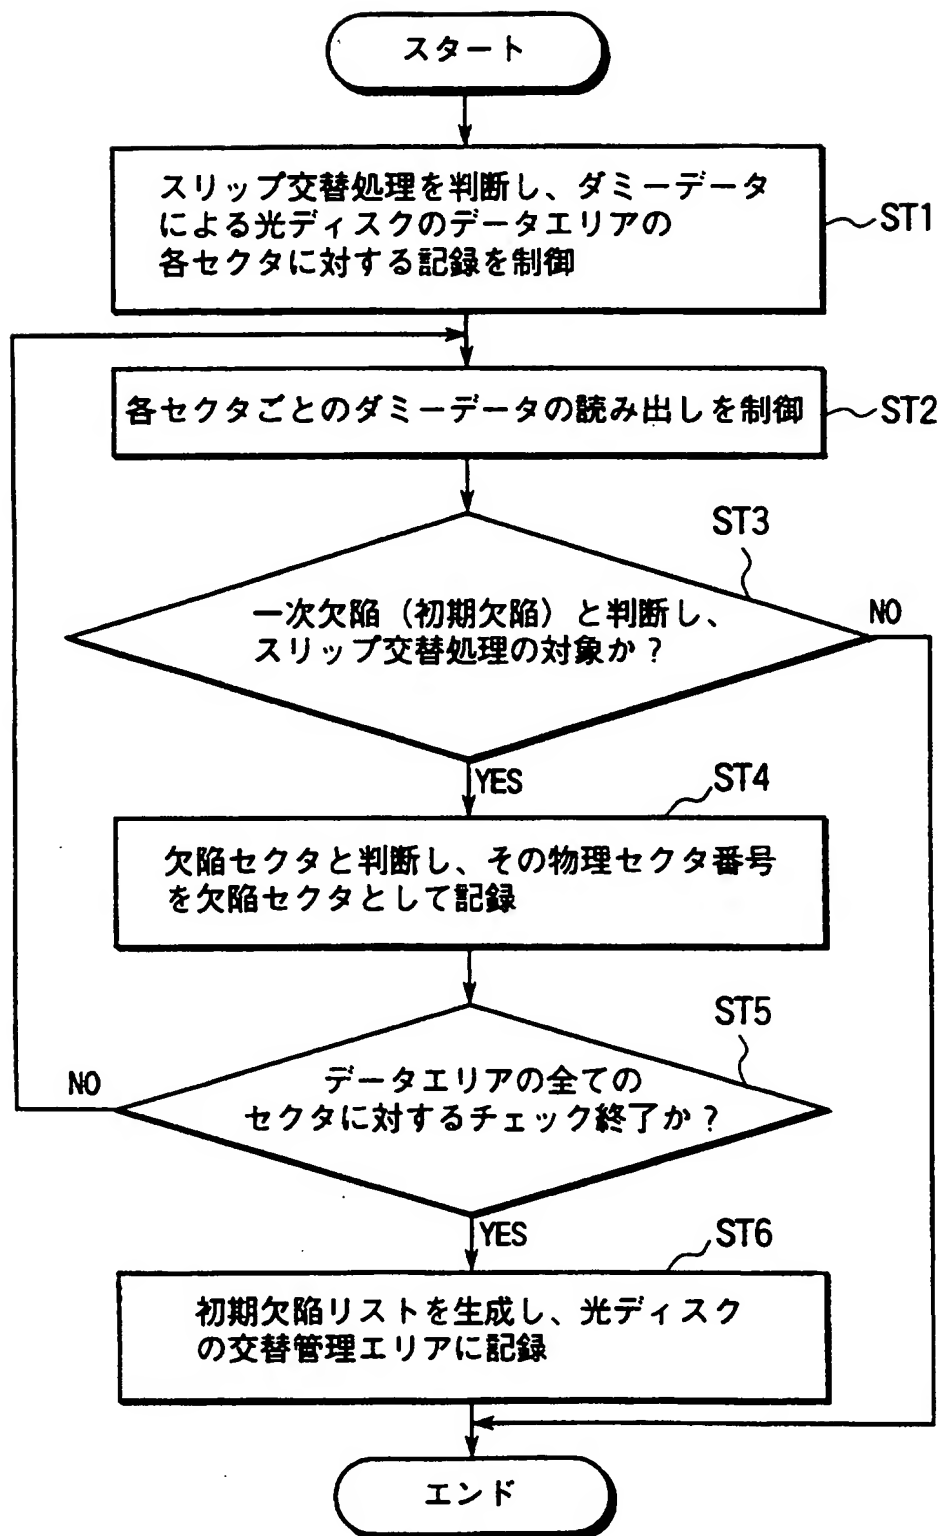 スタート
スリップ交替処理を判断し、ダミーデータ
による光ディスクのデータエリアの
各セクタに対する記録を制御
ST1
各セクタごとのダミーデータの読み出しを制御
ST2
ST3
一次欠陥（初期欠陥）と判断し、
スリップ交替処理の対象か？
NO
YES
ST4
欠陥セクタと判断し、その物理セクタ番号
を欠陥セクタとして記録
ST5
データエリアの全ての
セクタに対するチェック終了か？
NO
YES
ST6
初期欠陥リストを生成し、光ディスク
の交替管理エリアに記録
エンド